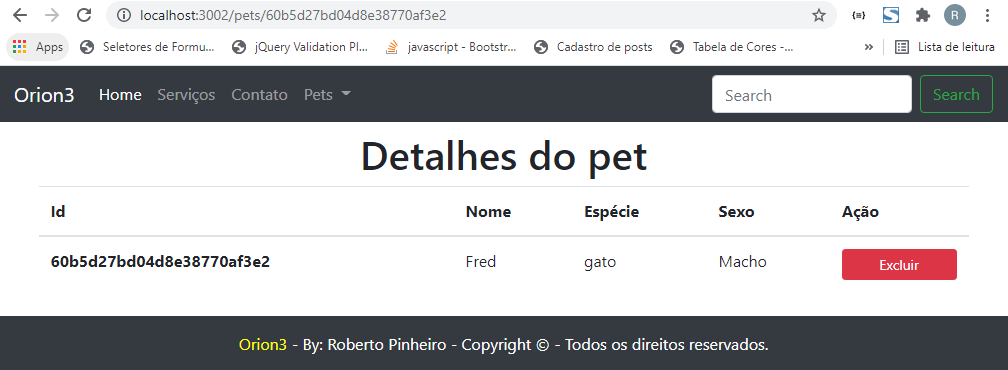 localhost:3002/pets/60b5d27bd04d8e38770af3e2 R
Apps Seletores de Formu... jQuery Validation Pl... javascript - Bootstr... Cadastro de posts Tabela de Cores -... » Lista de leitura
Orion3 Home Serviços Contato Pets Search Search
Detalhes do pet
Id Nome Espécie Sexo Ação
60b5d27bd04d8e38770af3e2 Fred gato Macho Excluir
Orion3 - By: Roberto Pinheiro - Copyright © - Todos os direitos reservados.